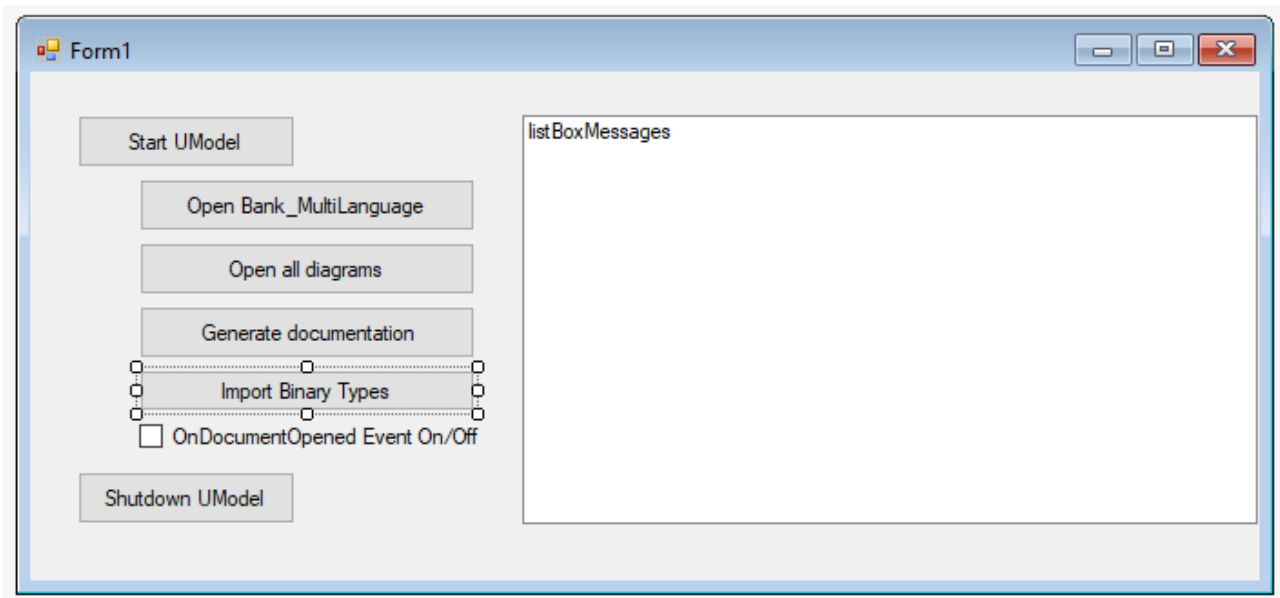 Form1
Start UModel
listBoxMessages
Open Bank_MultiLanguage
Open all diagrams
Generate documentation
Import Binary Types
OnDocumentOpened Event On/Off
Shutdown UModel